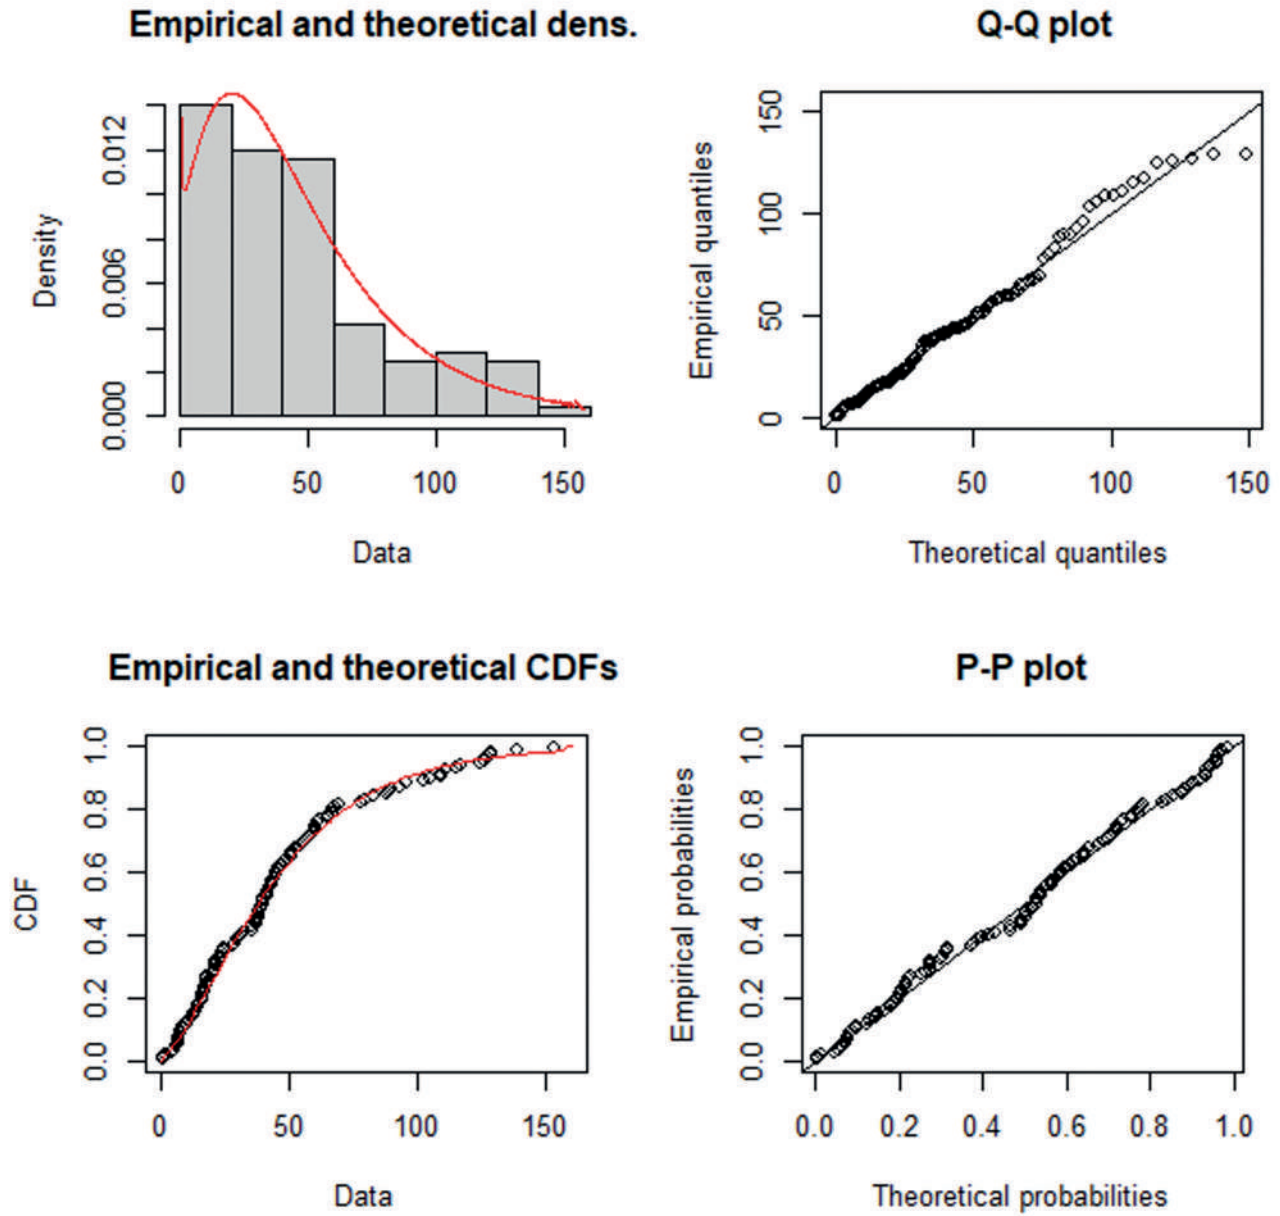 Empirical and theoretical dens.
Density
0.000 0.006 0.012
0 50 100 150
Data
Q-Q plot
Empirical quantiles
0 50 100 150
0 50 100 150
Theoretical quantiles
Empirical and theoretical CDFs
CDF
0.0 0.2 0.4 0.6 0.8 1.0
0 50 100 150
Data
P-P plot
Empirical probabilities
0.0 0.2 0.4 0.6 0.8 1.0
0.0 0.2 0.4 0.6 0.8 1.0
Theoretical probabilities